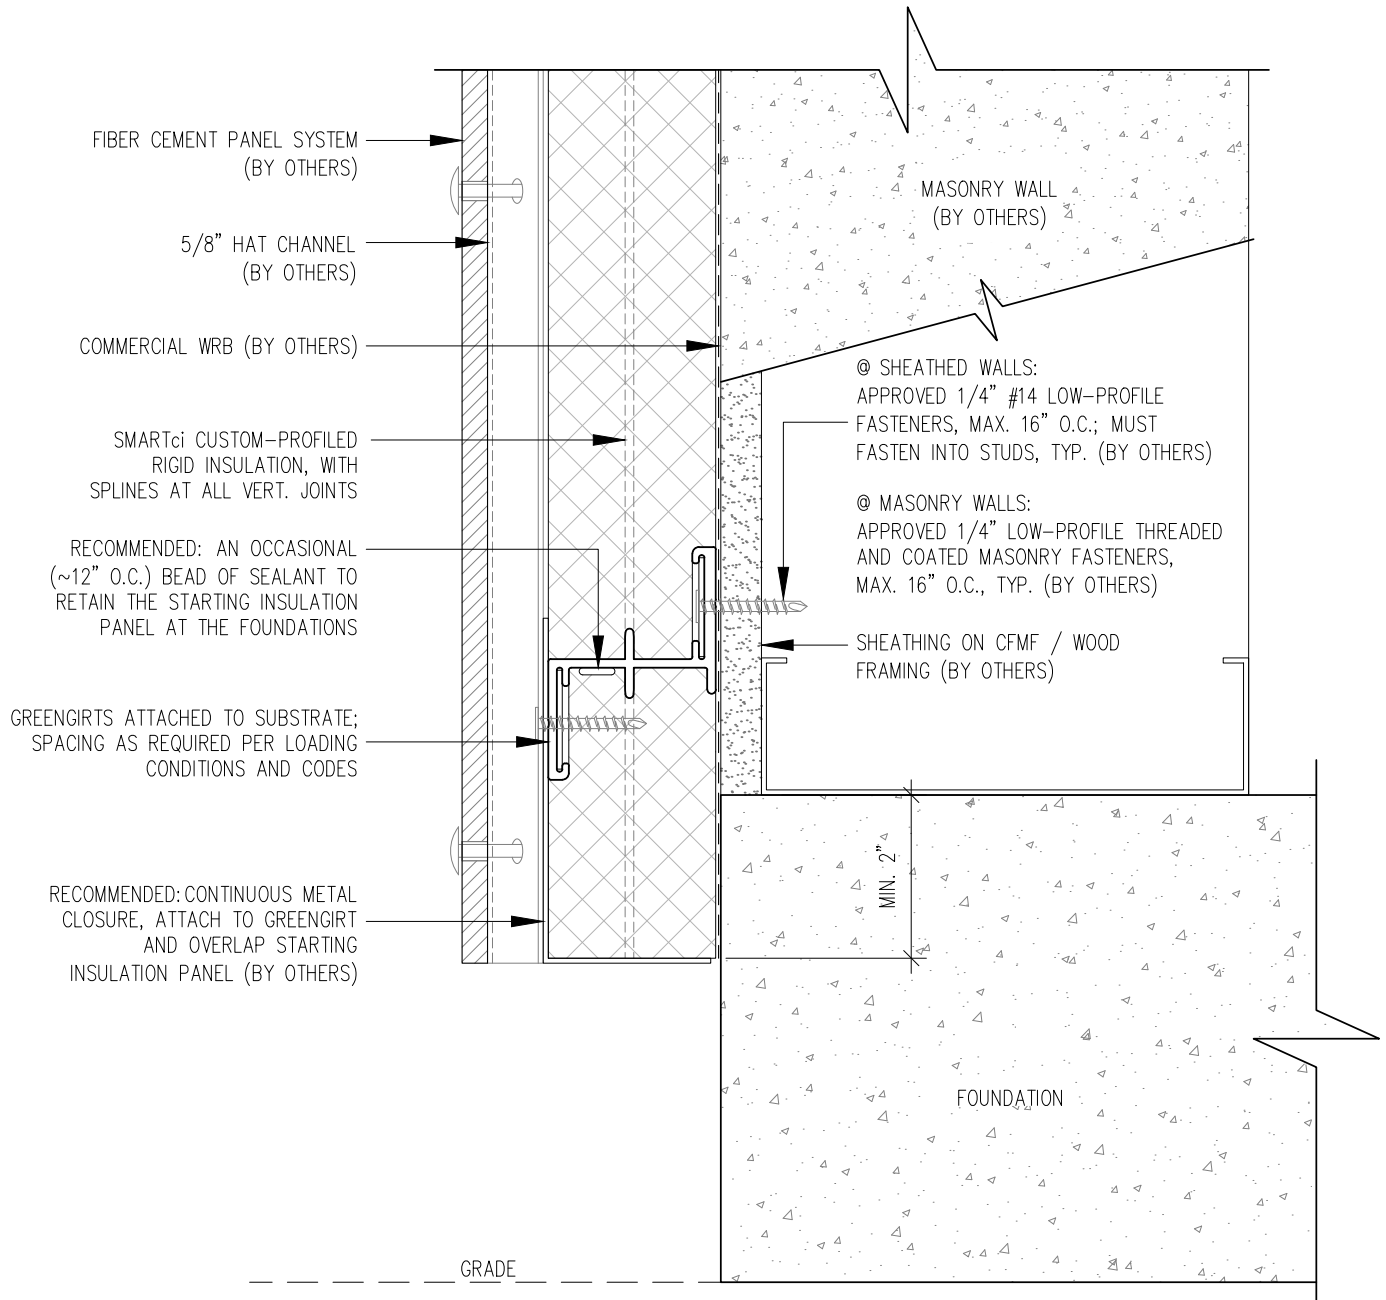 FIBER CEMENT PANEL SYSTEM
(BY OTHERS)
5/8" HAT CHANNEL
(BY OTHERS)
COMMERCIAL WRB (BY OTHERS)
SMARTci CUSTOM-PROFILED
RIGID INSULATION, WITH
SPLINES AT ALL VERT. JOINTS
RECOMMENDED: AN OCCASIONAL
(~12" O.C.) BEAD OF SEALANT TO
RETAIN THE STARTING INSULATION
PANEL AT THE FOUNDATIONS
GREENGIRTS ATTACHED TO SUBSTRATE;
SPACING AS REQUIRED PER LOADING
CONDITIONS AND CODES
RECOMMENDED: CONTINUOUS METAL
CLOSURE, ATTACH TO GREENGIRT
AND OVERLAP STARTING
INSULATION PANEL (BY OTHERS)
MASONRY WALL
(BY OTHERS)
@ SHEATHED WALLS:
APPROVED 1/4" #14 LOW-PROFILE
FASTENERS, MAX. 16" O.C.; MUST
FASTEN INTO STUDS, TYP. (BY OTHERS)
@ MASONRY WALLS:
APPROVED 1/4" LOW-PROFILE THREADED
AND COATED MASONRY FASTENERS,
MAX. 16" O.C., TYP. (BY OTHERS)
SHEATHING ON CFMF / WOOD
FRAMING (BY OTHERS)
MIN. 2"
FOUNDATION
GRADE